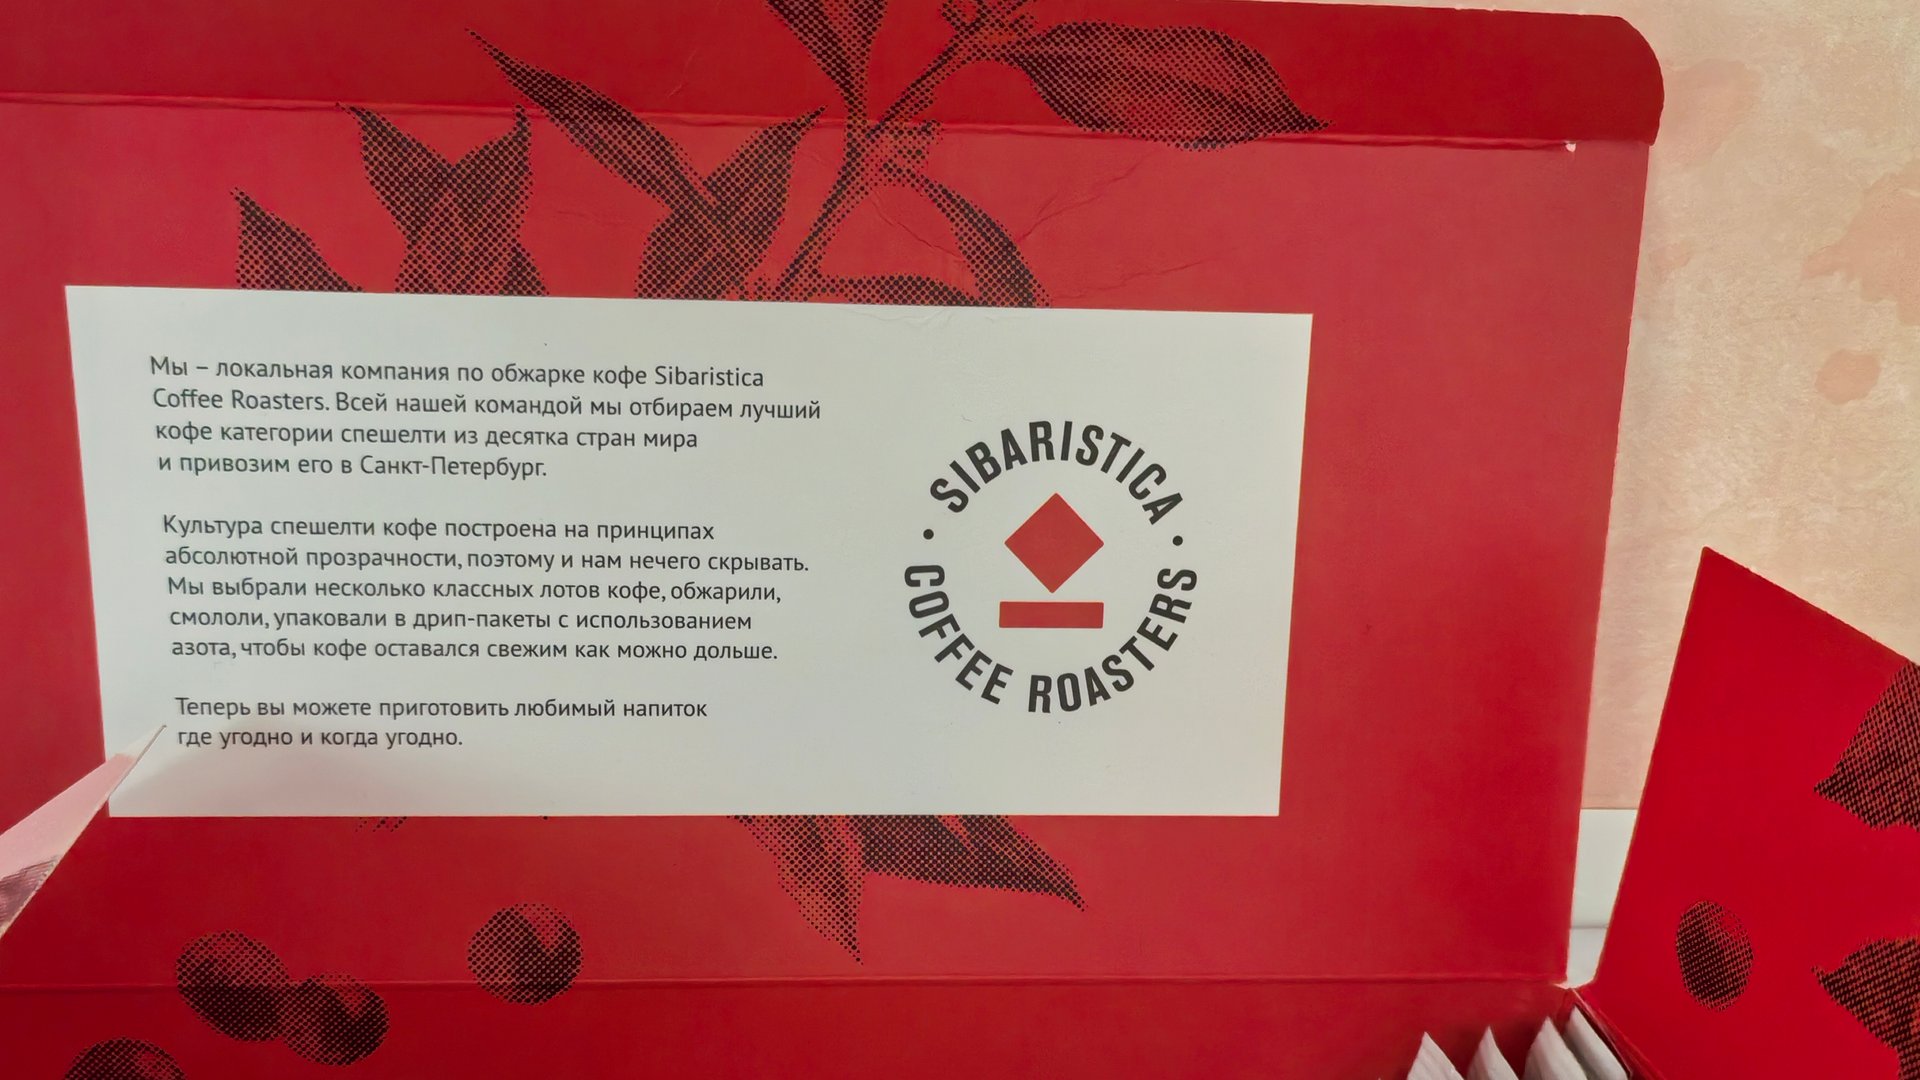 Мы – локальная компания по обжарке кофе Sibaristica
Coffee Roasters. Всей нашей командой мы отбираем лучший
кофе категории спешелти из десятка стран мира
и привозим его в Санкт-Петербург.
Культура спешелти кофе построена на принципах
абсолютной прозрачности, поэтому и нам нечего скрывать.
Мы выбрали несколько классных лотов кофе, обжарили,
смололи, упаковали в дрип-пакеты с использованием
азота, чтобы кофе оставался свежим как можно дольше.
Теперь вы можете приготовить любимый напиток
где угодно и когда угодно.
• SIBARISTICA •
COFFEE ROASTERS